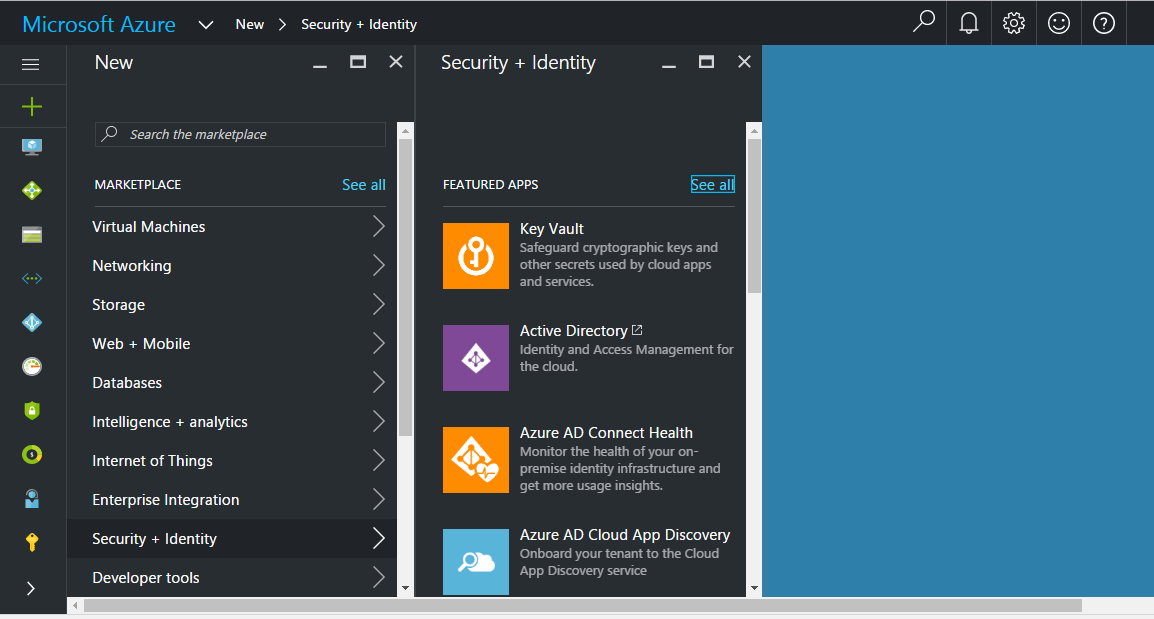 Microsoft Azure New Security + Identity
New
Search the marketplace
MARKETPLACE See all
Virtual Machines
Networking
Storage
Web + Mobile
Databases
Intelligence + analytics
Internet of Things
Enterprise Integration
Security + Identity
Developer tools
Security + Identity
FEATURED APPS See all
Key Vault
Safeguard cryptographic keys and
other secrets used by cloud apps
and services.
Active Directory
Identity and Access Management for
the cloud.
Azure AD Connect Health
Monitor the health of your on-
premise identity infrastructure and
get more usage insights.
Azure AD Cloud App Discovery
Onboard your tenant to the Cloud
App Discovery service